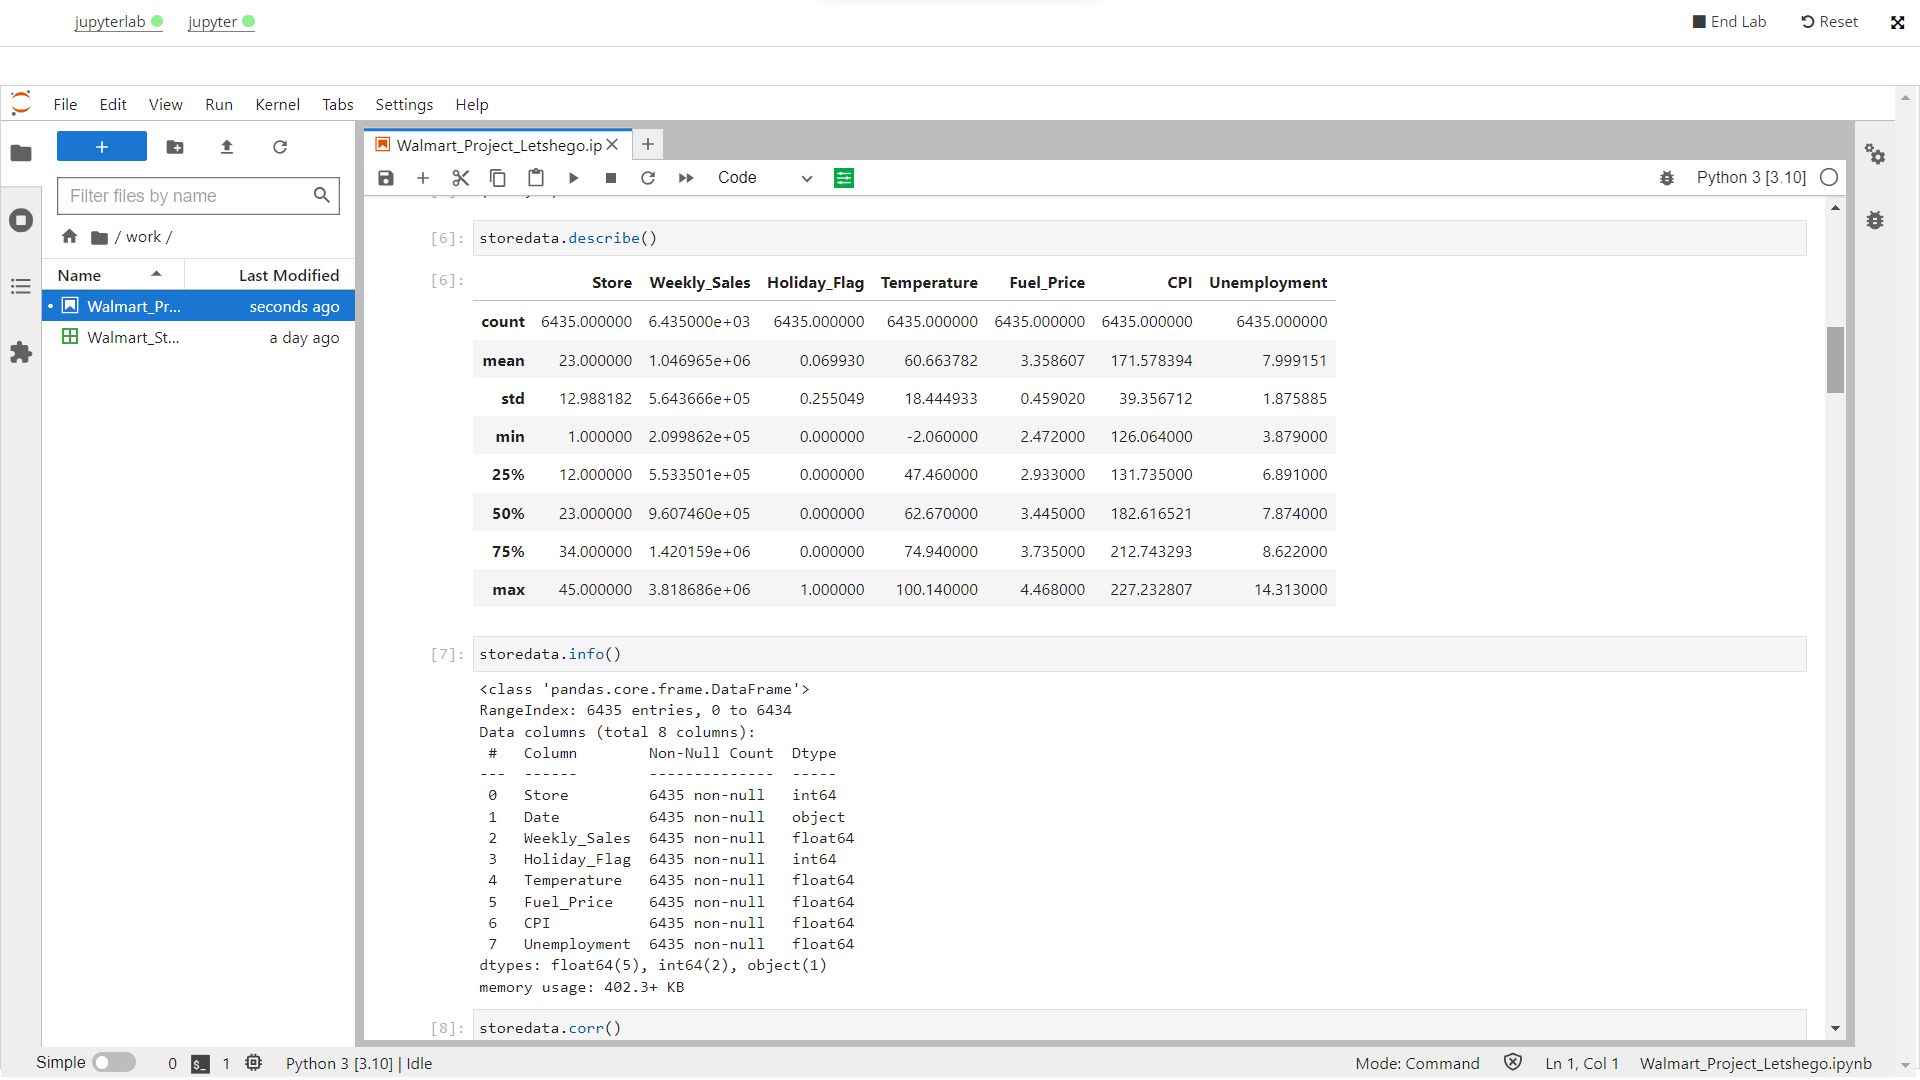 jupyterlab jupyter End Lab Reset
File Edit View Run Kernel Tabs Settings Help
Walmart_Project_Letshego.ip
Code Python 3 [3.10]
Filter files by name
/ work /
Name Last Modified
Walmart_Pr... seconds ago
Walmart_St... a day ago
[6]: storedata.describe()
[6]:
Store Weekly_Sales Holiday_Flag Temperature Fuel_Price CPI Unemployment
count 6435.000000 6.435000e+03 6435.000000 6435.000000 6435.000000 6435.000000 6435.000000
mean 23.000000 1.046965e+06 0.069930 60.663782 3.358607 171.578394 7.999151
std 12.988182 5.643666e+05 0.255049 18.444933 0.459020 39.356712 1.875885
min 1.000000 2.099862e+05 0.000000 -2.060000 2.472000 126.064000 3.879000
25% 12.000000 5.533501e+05 0.000000 47.460000 2.933000 131.735000 6.891000
50% 23.000000 9.607460e+05 0.000000 62.670000 3.445000 182.616521 7.874000
75% 34.000000 1.420159e+06 0.000000 74.940000 3.735000 212.743293 8.622000
max 45.000000 3.818686e+06 1.000000 100.140000 4.468000 227.232807 14.313000
[7]: storedata.info()
<class 'pandas.core.frame.DataFrame'>
RangeIndex: 6435 entries, 0 to 6434
Data columns (total 8 columns):
# Column Non-Null Count Dtype
--- ------ -------------- -----
0 Store 6435 non-null int64
1 Date 6435 non-null object
2 Weekly_Sales 6435 non-null float64
3 Holiday_Flag 6435 non-null int64
4 Temperature 6435 non-null float64
5 Fuel_Price 6435 non-null float64
6 CPI 6435 non-null float64
7 Unemployment 6435 non-null float64
dtypes: float64(5), int64(2), object(1)
memory usage: 402.3+ KB
[8]: storedata.corr()
Simple 0 $_ 1 Python 3 [3.10] | Idle Mode: Command Ln 1, Col 1 Walmart_Project_Letshego.ipynb